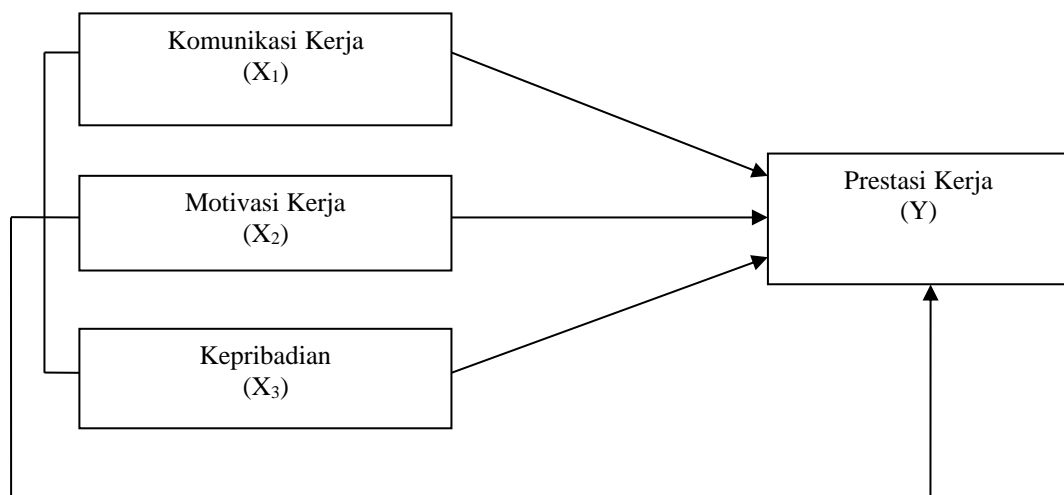 Komunikasi Kerja
(X₁)
Motivasi Kerja
(X₂)
Kepribadian
(X₃)
Prestasi Kerja
(Y)